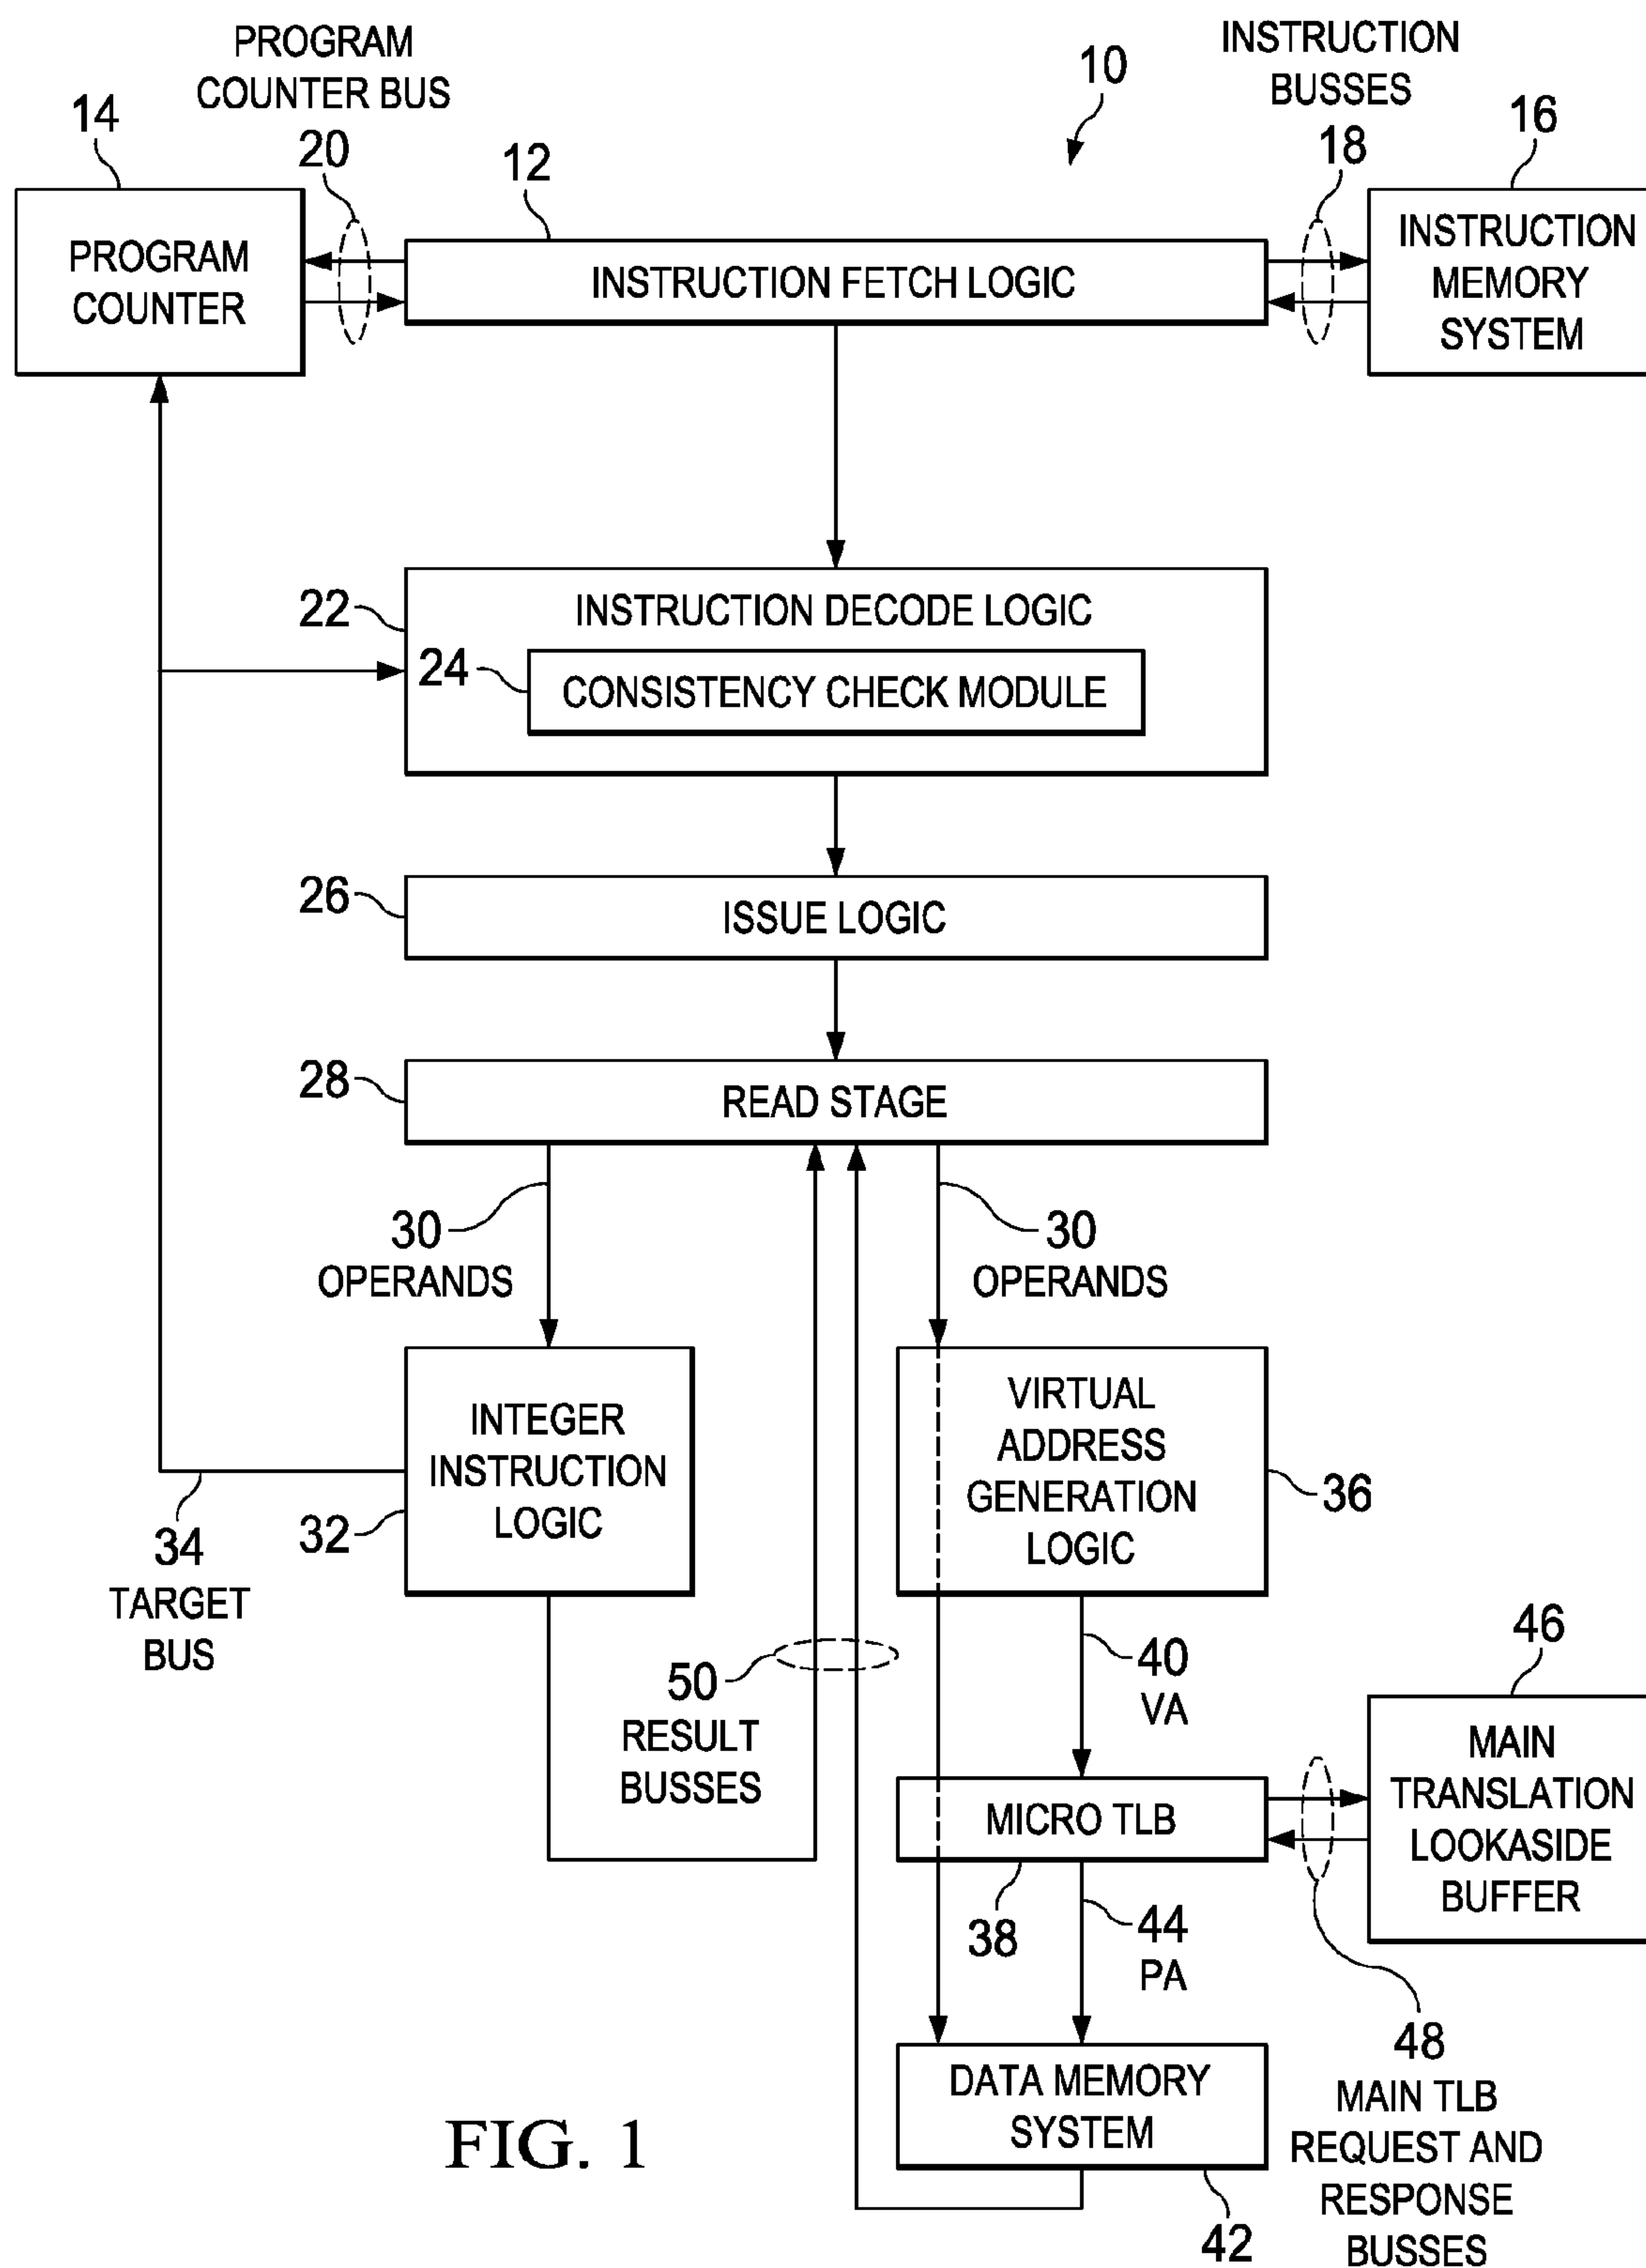 PROGRAM
COUNTER BUS
20
14
PROGRAM
COUNTER
12
INSTRUCTION FETCH LOGIC
10
INSTRUCTION
BUSSES
18
16
INSTRUCTION
MEMORY
SYSTEM
22
INSTRUCTION DECODE LOGIC
24
CONSISTENCY CHECK MODULE
26
ISSUE LOGIC
28
READ STAGE
30
OPERANDS
30
OPERANDS
INTEGER
INSTRUCTION
LOGIC
32
34
TARGET
BUS
VIRTUAL
ADDRESS
GENERATION
LOGIC
36
50
RESULT
BUSSES
40
VA
46
MAIN
TRANSLATION
LOOKASIDE
BUFFER
MICRO TLB
38
44
PA
48
MAIN TLB
REQUEST AND
RESPONSE
BUSSES
DATA MEMORY
SYSTEM
42
FIG. 1